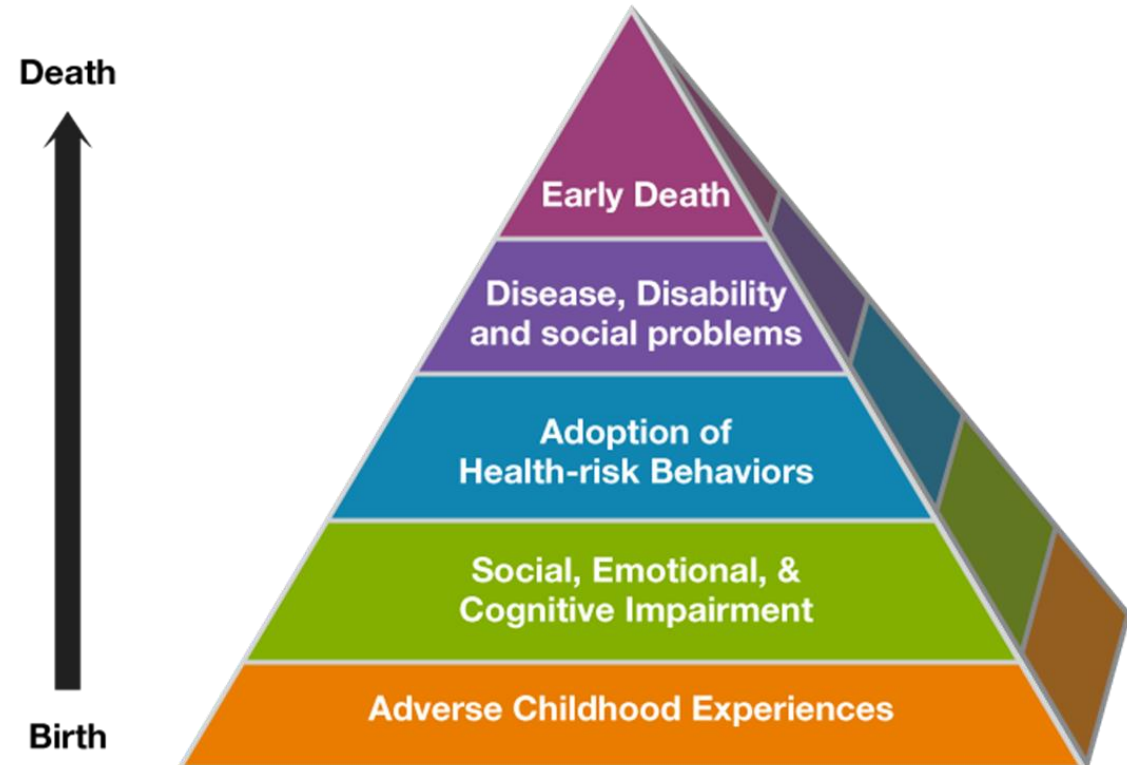 Death
Early Death
Disease, Disability
and social problems
Adoption of
Health-risk Behaviors
Social, Emotional, &
Cognitive Impairment
Adverse Childhood Experiences
Birth